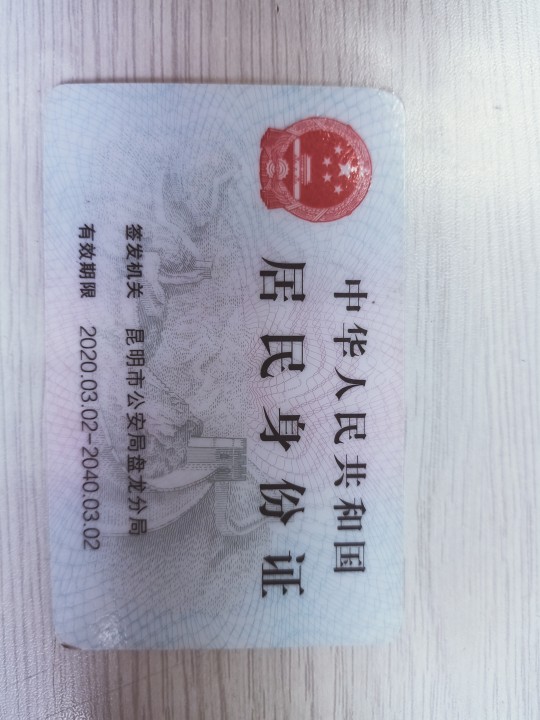 中华人民共和国
居民身份证
签发机关 昆明市公安局盘龙分局
有效期限 2020.03.02-2040.03.02